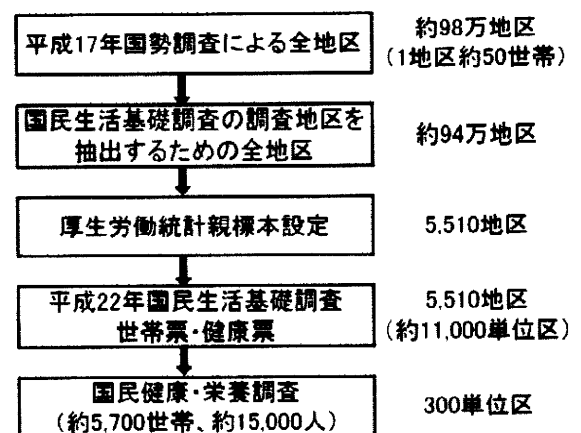 平成17年国勢調査による全地区
約98万地区
(1地区約50世帯)
国民生活基礎調査の調査地区を
抽出するための全地区
約94万地区
厚生労働統計親標本設定
5,510地区
平成22年国民生活基礎調査
世帯票・健康票
5,510地区
(約11,000単位区)
国民健康・栄養調査
(約5,700世帯、約15,000人)
300単位区